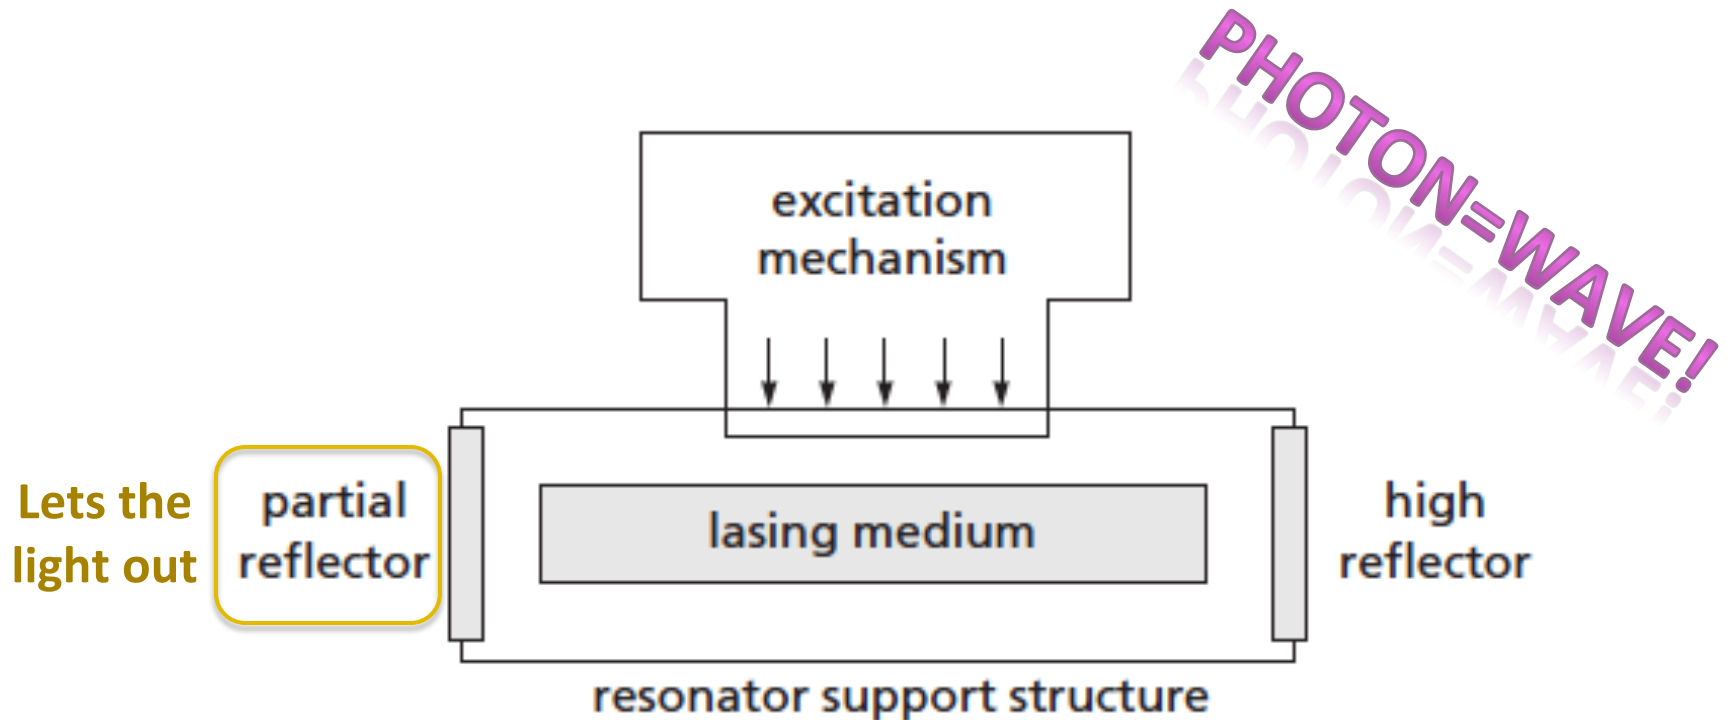 PHOTON=WAVE!
excitation
mechanism
Lets the
light out
partial
reflector
lasing medium
high
reflector
resonator support structure